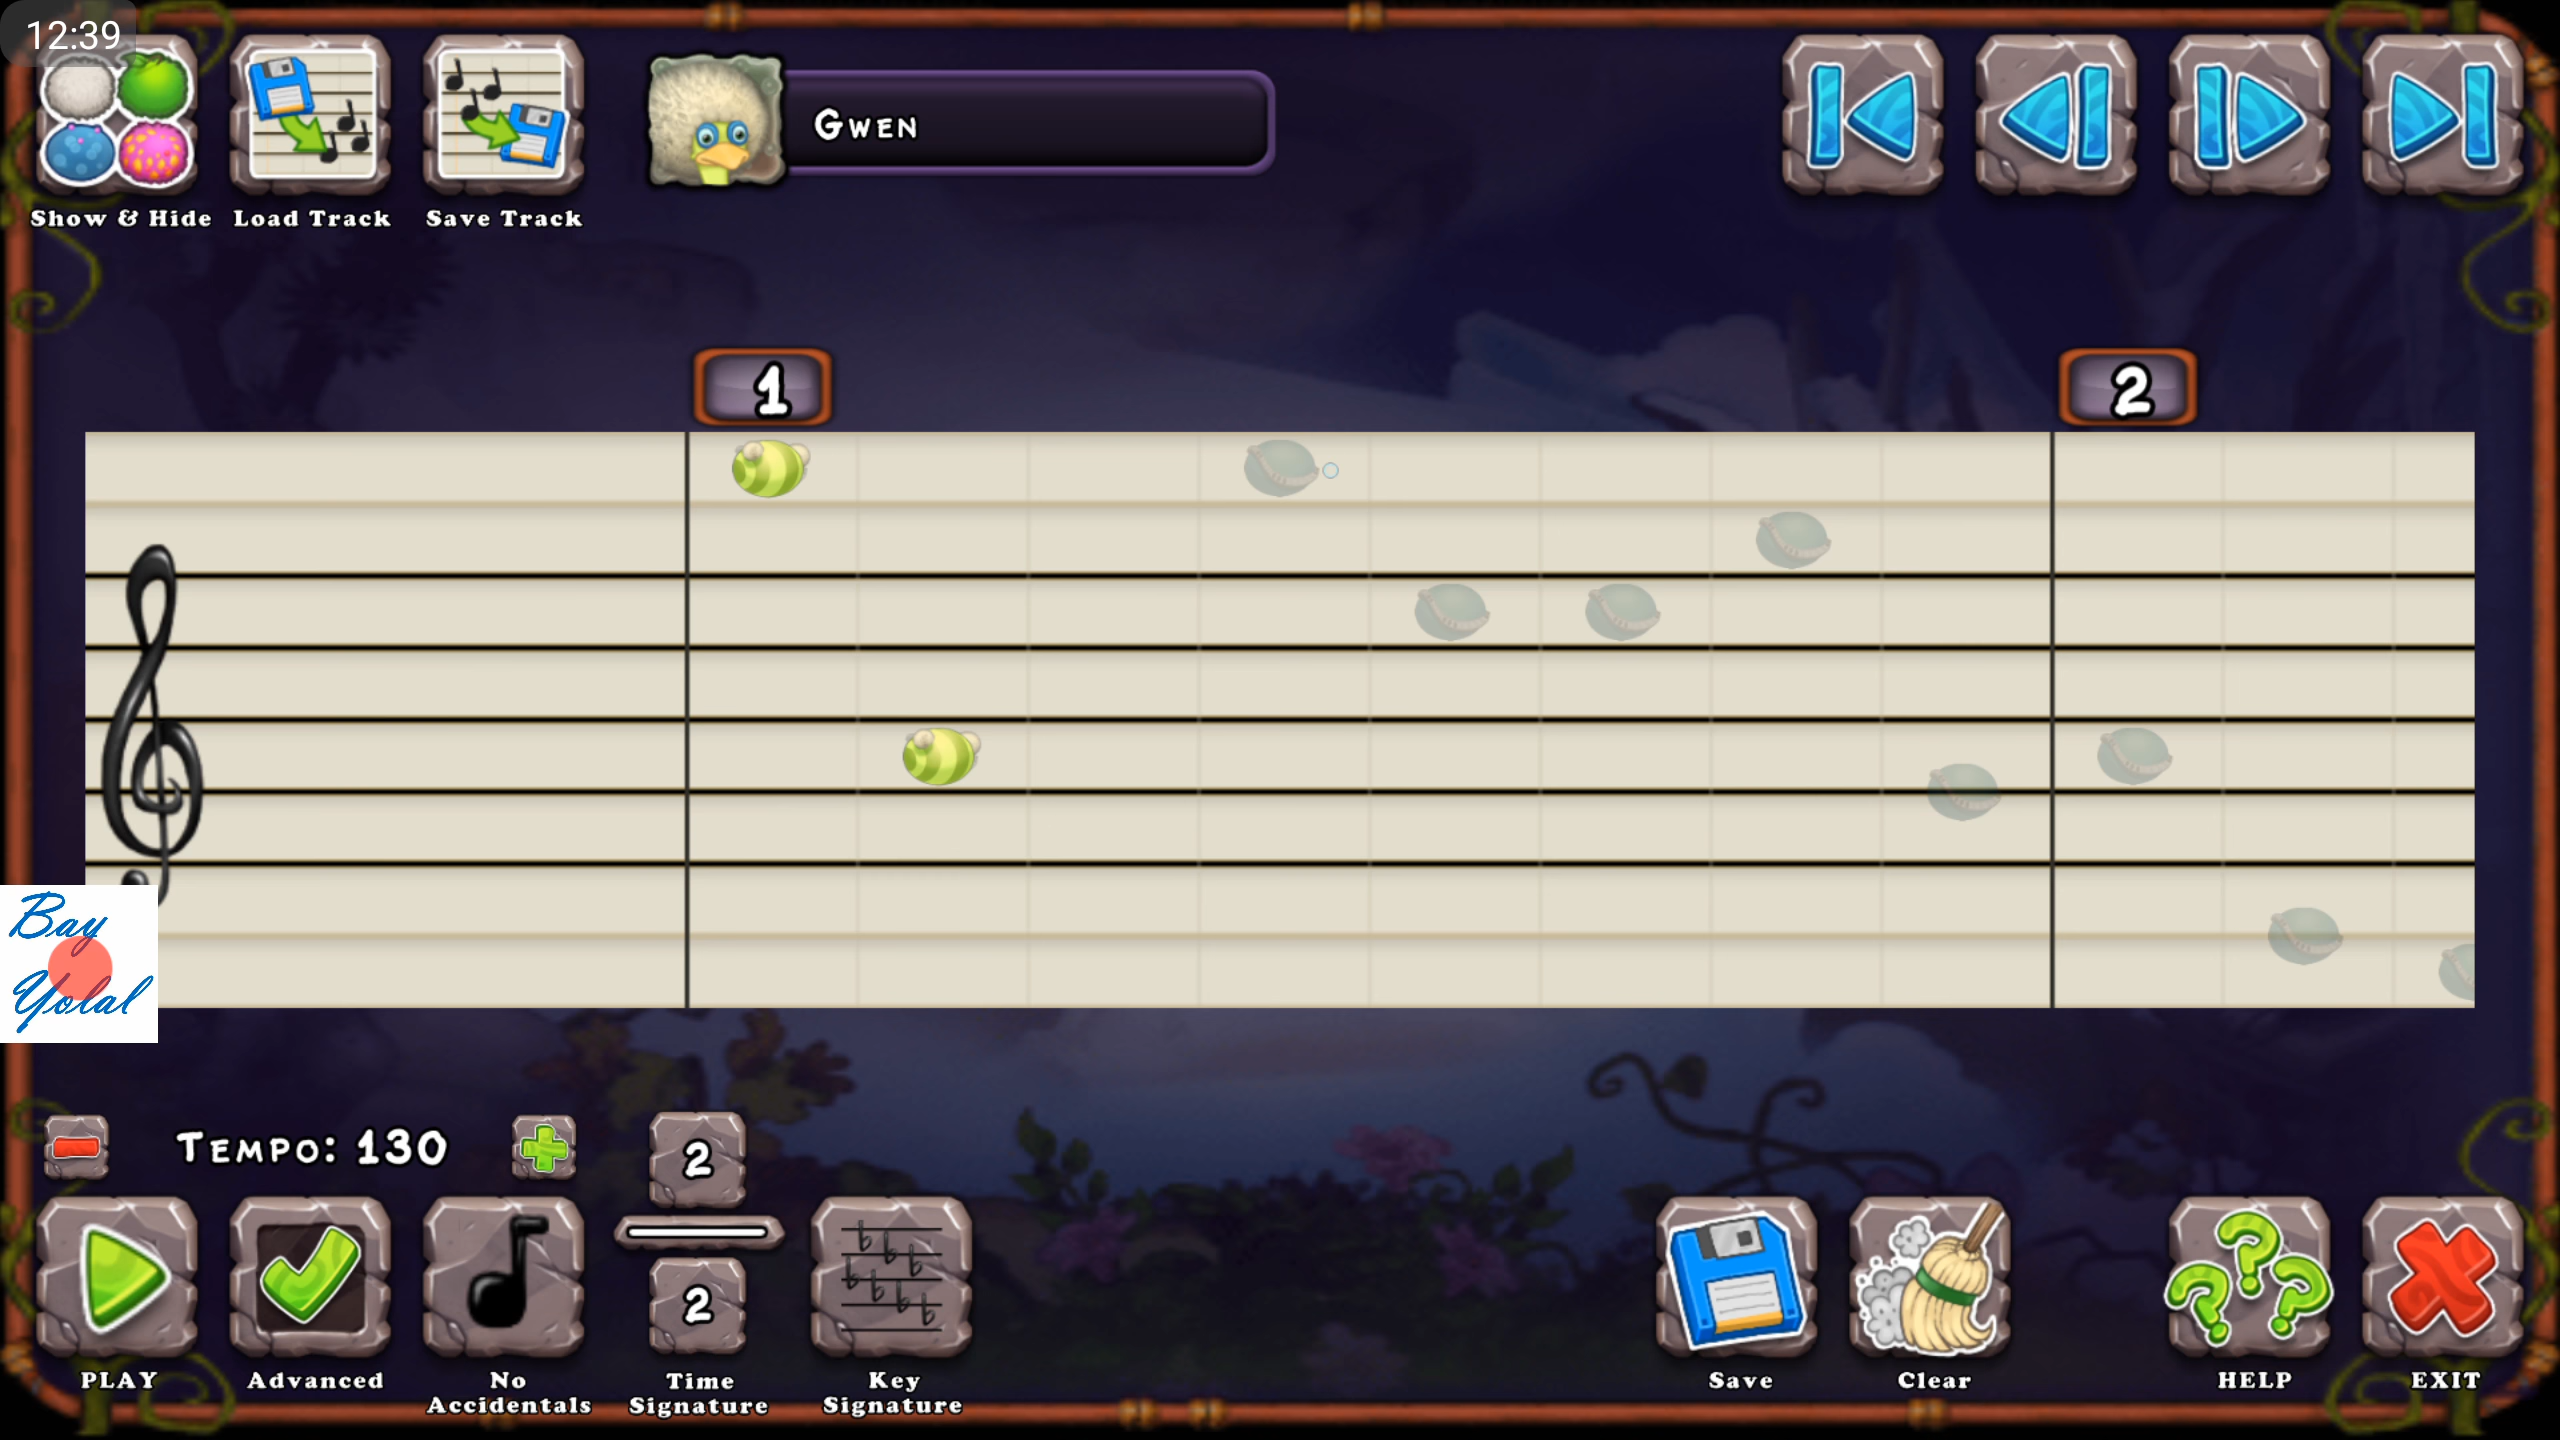 12:39
Show & Hide
Load Track
Save Track
GWEN
1
2
Bay
Yolal
TEMPO: 130
2
2
PLAY
Advanced
No
Accidentals
Time
Signature
Key
Signature
Save
Clear
HELP
EXIT